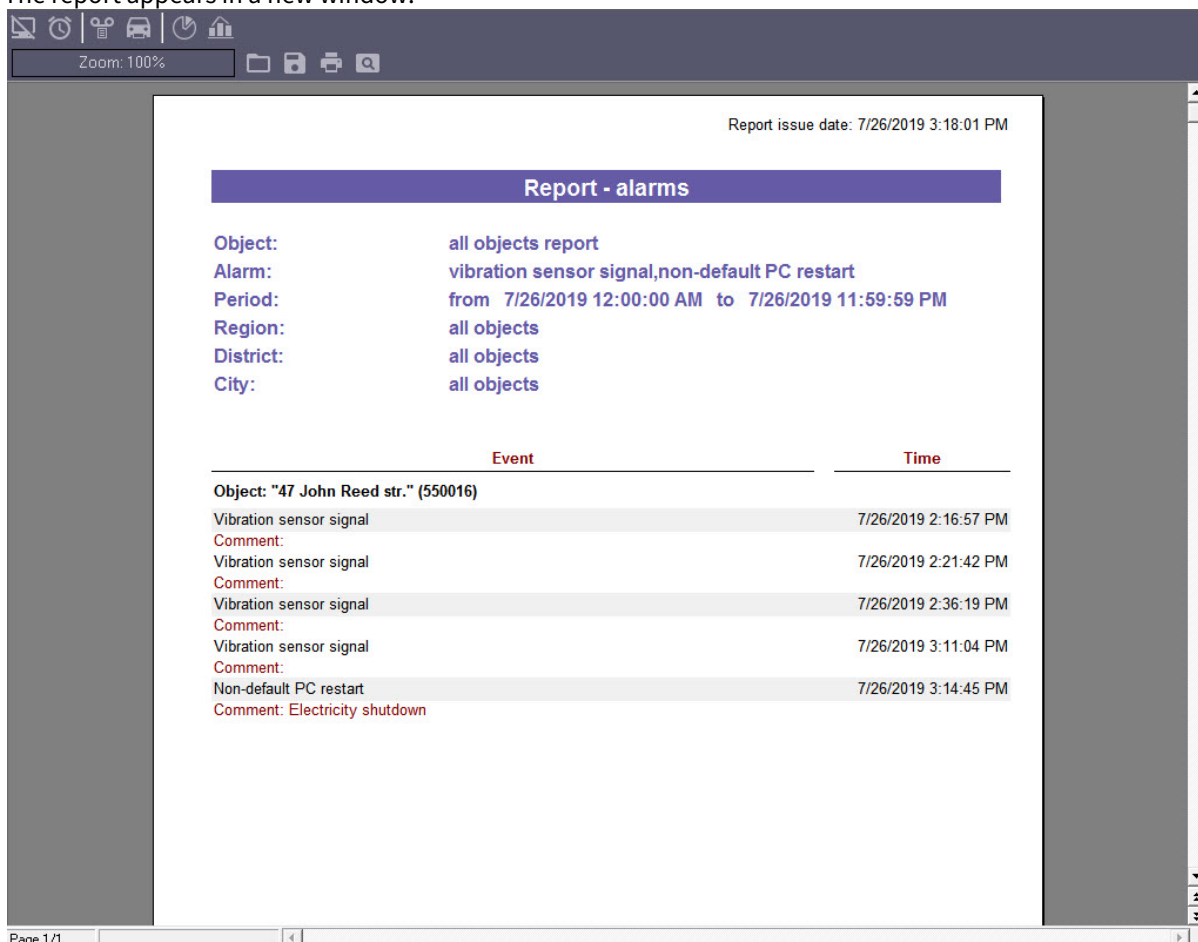 The report appears in a new window.
Zoom: 100%
Report issue date: 7/26/2019 3:18:01 PM
Report - alarms
Object: all objects report
Alarm: vibration sensor signal,non-default PC restart
Period: from 7/26/2019 12:00:00 AM to 7/26/2019 11:59:59 PM
Region: all objects
District: all objects
City: all objects
Event Time
Object: "47 John Reed str." (550016)
Vibration sensor signal 7/26/2019 2:16:57 PM
Comment:
Vibration sensor signal 7/26/2019 2:21:42 PM
Comment:
Vibration sensor signal 7/26/2019 2:36:19 PM
Comment:
Vibration sensor signal 7/26/2019 3:11:04 PM
Comment:
Non-default PC restart 7/26/2019 3:14:45 PM
Comment: Electricity shutdown
Page 1/1